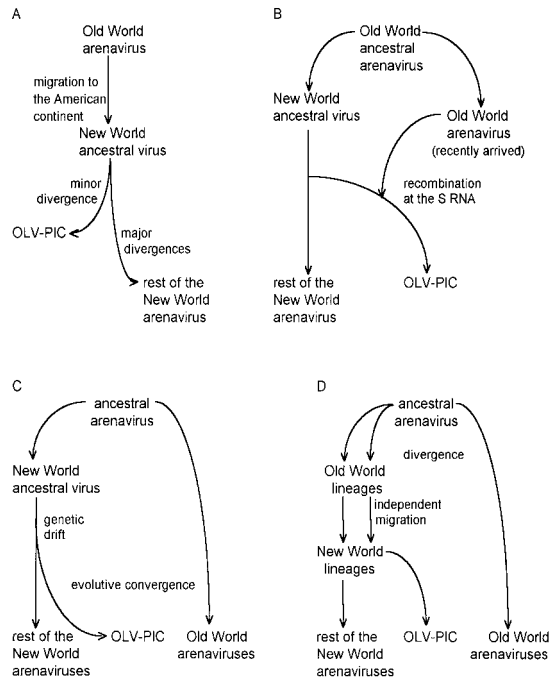 A
Old World
arenavirus
migration to
the American
continent
New World
ancestral virus
minor
divergence
OLV-PIC
major
divergences
rest of the
New World
arenavirus
B
Old World
ancestral
arenavirus
New World
ancestral virus
Old World
arenavirus
(recently arrived)
recombination
at the S RNA
rest of the
New World
arenavirus
OLV-PIC
C
ancestral
arenavirus
New World
ancestral virus
genetic
drift
evolutive convergence
rest of the
New World
arenaviruses
OLV-PIC
Old World
arenaviruses
D
ancestral
arenavirus
divergence
Old World
lineages
independent
migration
New World
lineages
rest of the
New World
arenaviruses
OLV-PIC
Old World
arenaviruses